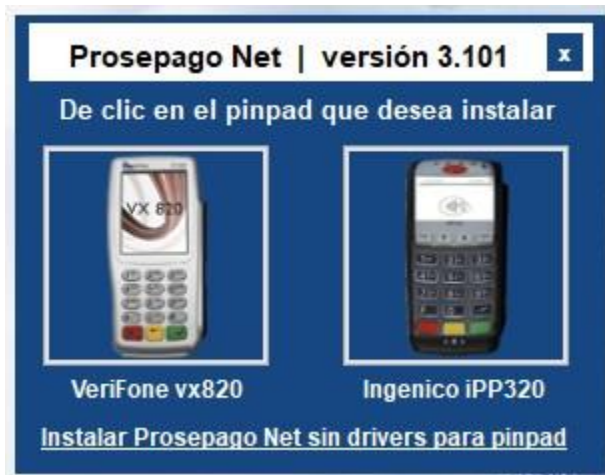 Prosepago Net | versión 3.101 x
De clic en el pinpad que desea instalar
VX 820
VeriFone vx820 Ingenico iPP320
Instalar Prosepago Net sin drivers para pinpad